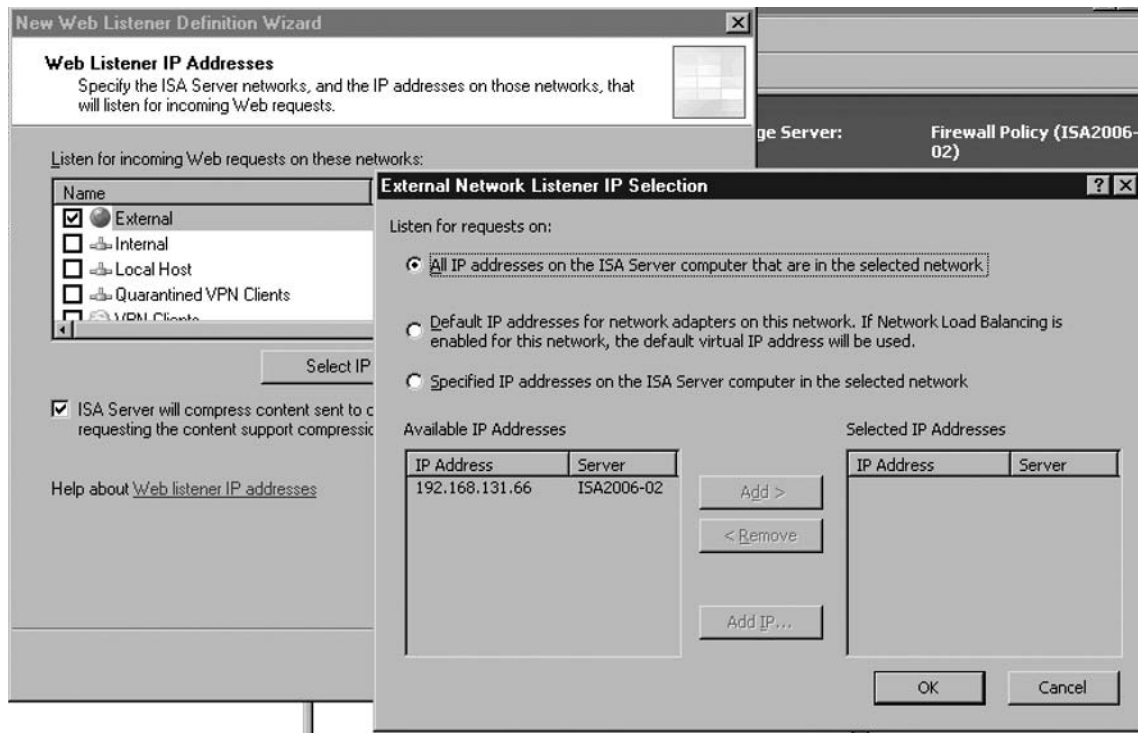 New Web Listener Definition Wizard
Web Listener IP Addresses
Specify the ISA Server networks, and the IP addresses on those networks, that
will listen for incoming Web requests.
ge Server:
Firewall Policy (ISA2006-
02)
Listen for incoming Web requests on these networks:
Name
External
Internal
Local Host
Quarantined VPN Clients
VPN Clients
Select IP
ISA Server will compress content sent to c
requesting the content support compressic
Help about Web listener IP addresses
External Network Listener IP Selection
Listen for requests on:
All IP addresses on the ISA Server computer that are in the selected network
Default IP addresses for network adapters on this network. If Network Load Balancing is
enabled for this network, the default virtual IP address will be used.
Specified IP addresses on the ISA Server computer in the selected network
Available IP Addresses
IP Address Server
192.168.131.66 ISA2006-02
Add >
< Remove
Add IP...
Selected IP Addresses
IP Address Server
OK
Cancel